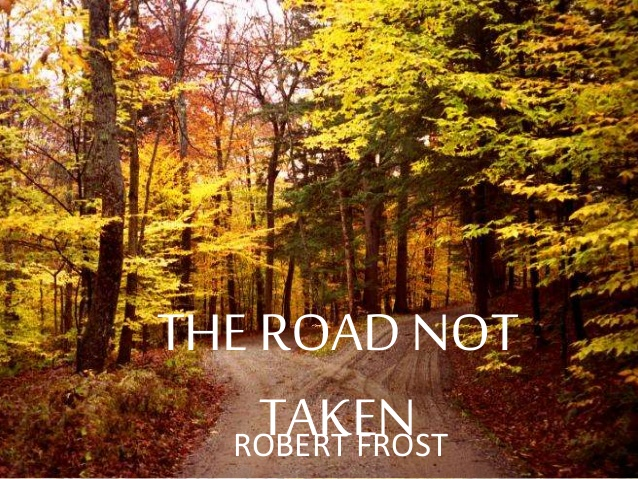 THE ROAD NOT
TAKEN
ROBERT FROST